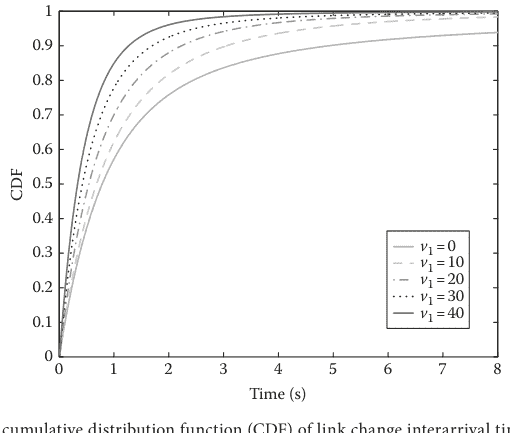 1
0.9
0.8
0.7
0.6
0.5
0.4
0.3
0.2
0.1
0
CDF
ν1 = 0
ν1 = 10
ν1 = 20
ν1 = 30
ν1 = 40
0 1 2 3 4 5 6 7 8
Time (s)
cumulative distribution function (CDF) of link change interarrival tim